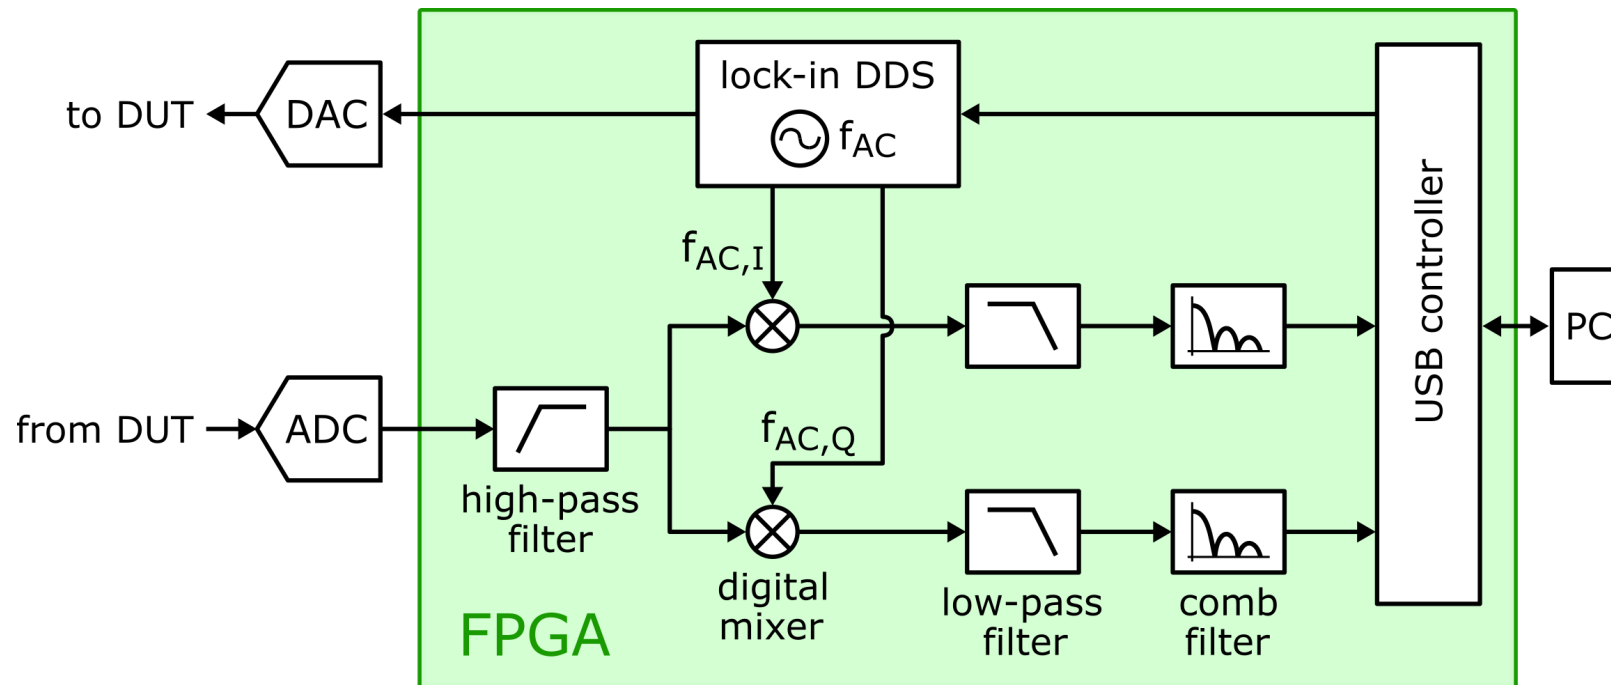 lock-in DDS
to DUT
DAC
fAC
USB controller
fAC,I
PC
fAC,Q
from DUT
ADC
high-pass
filter
digital
mixer
low-pass
filter
comb
filter
FPGA